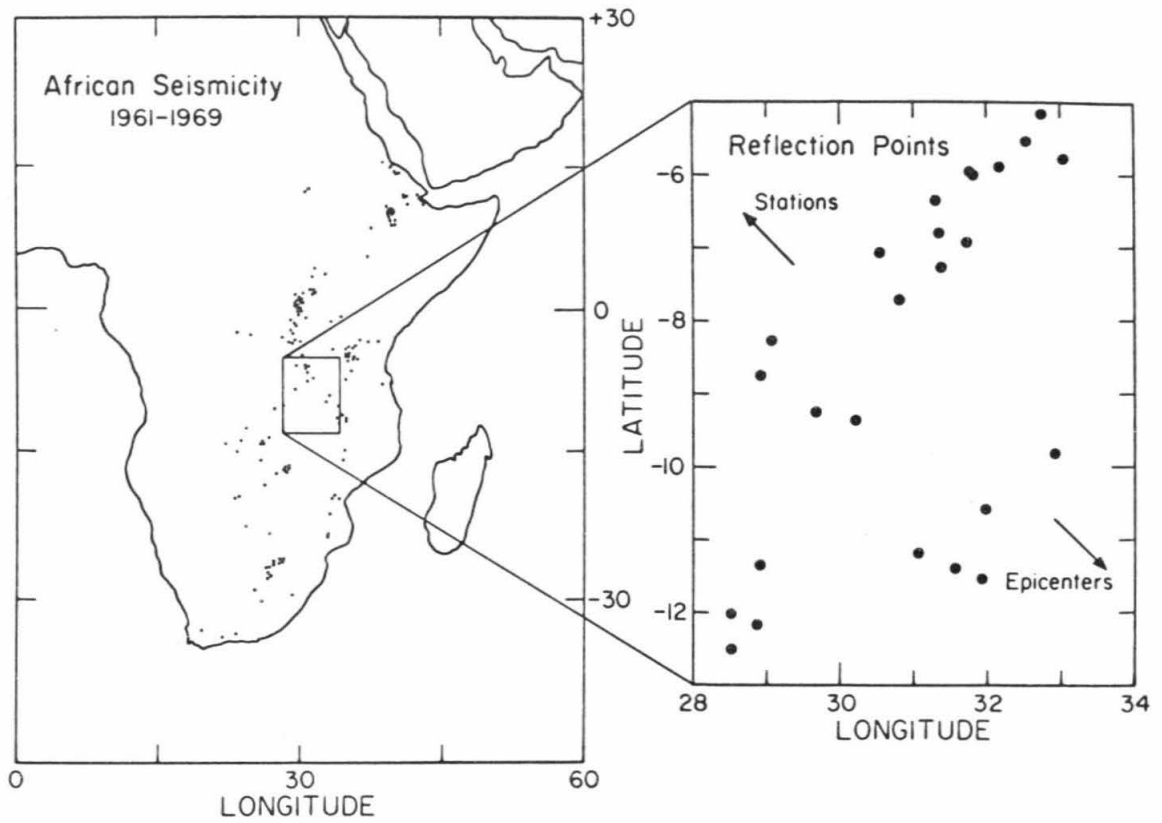 African Seismicity
1961-1969
+30
0
-30
0
30
60
LONGITUDE
Reflection Points
Stations
Epicenters
LATITUDE
-6
-8
-10
-12
28
30
32
34
LONGITUDE